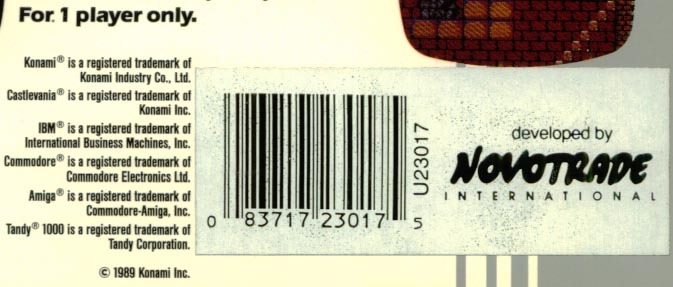 For 1 player only.
Konami® is a registered trademark of
Konami Industry Co., Ltd.
Castlevania® is a registered trademark of
Konami Inc.
IBM® is a registered trademark of
International Business Machines, Inc.
Commodore® is a registered trademark of
Commodore Electronics Ltd.
Amiga® is a registered trademark of
Commodore-Amiga, Inc.
Tandy® 1000 is a registered trademark of
Tandy Corporation.
© 1989 Konami Inc.
0 83717 23017 5
U23017
developed by
NOVOTRADE
INTERNATIONAL